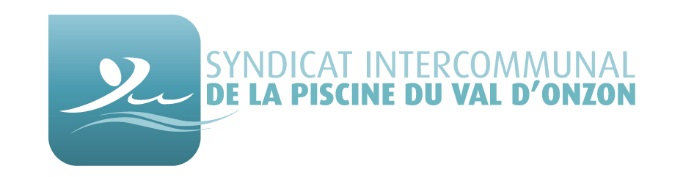 SYNDICAT INTERCOMMUNAL
DE LA PISCINE DU VAL D'ONZON